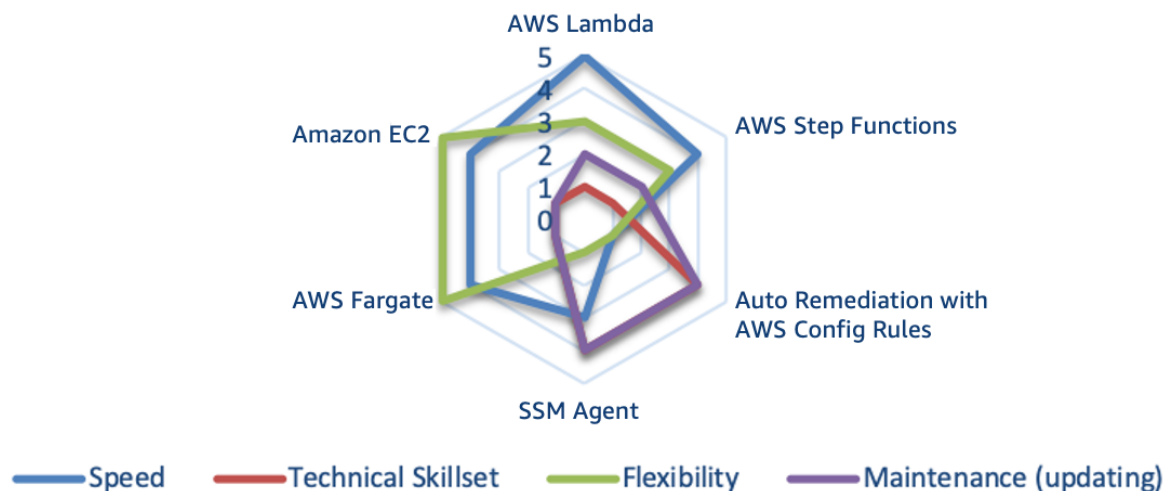 AWS Lambda
5
4
3
2
1
0
AWS Step Functions
Amazon EC2
AWS Fargate
Auto Remediation with
AWS Config Rules
SSM Agent
Speed
Technical Skillset
Flexibility
Maintenance (updating)